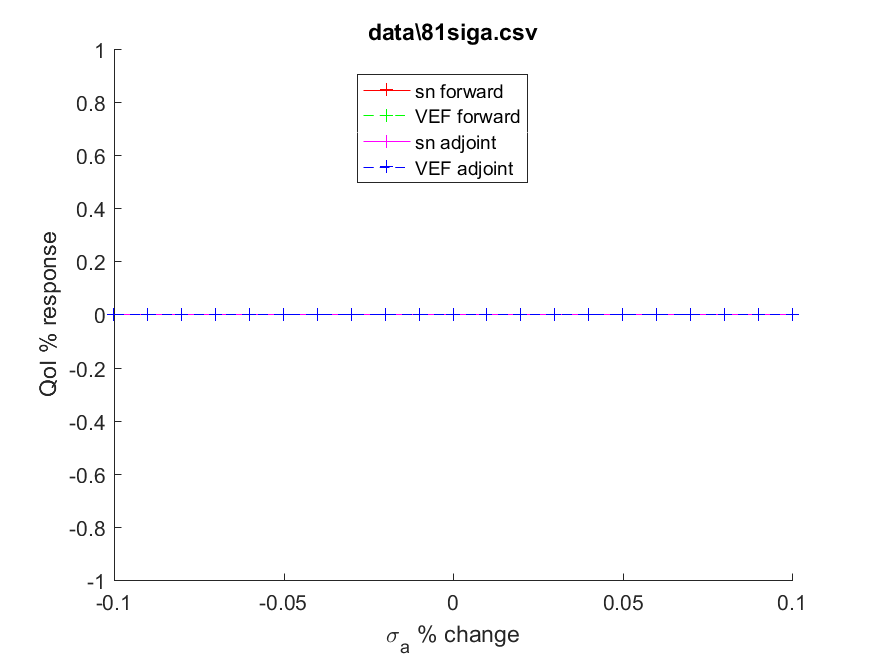 data\81siga.csv
sn forward
VEF forward
sn adjoint
VEF adjoint
QoI % response
1
0.8
0.6
0.4
0.2
0
-0.2
-0.4
-0.6
-0.8
-1
-0.1
-0.05
0
0.05
0.1
σa % change